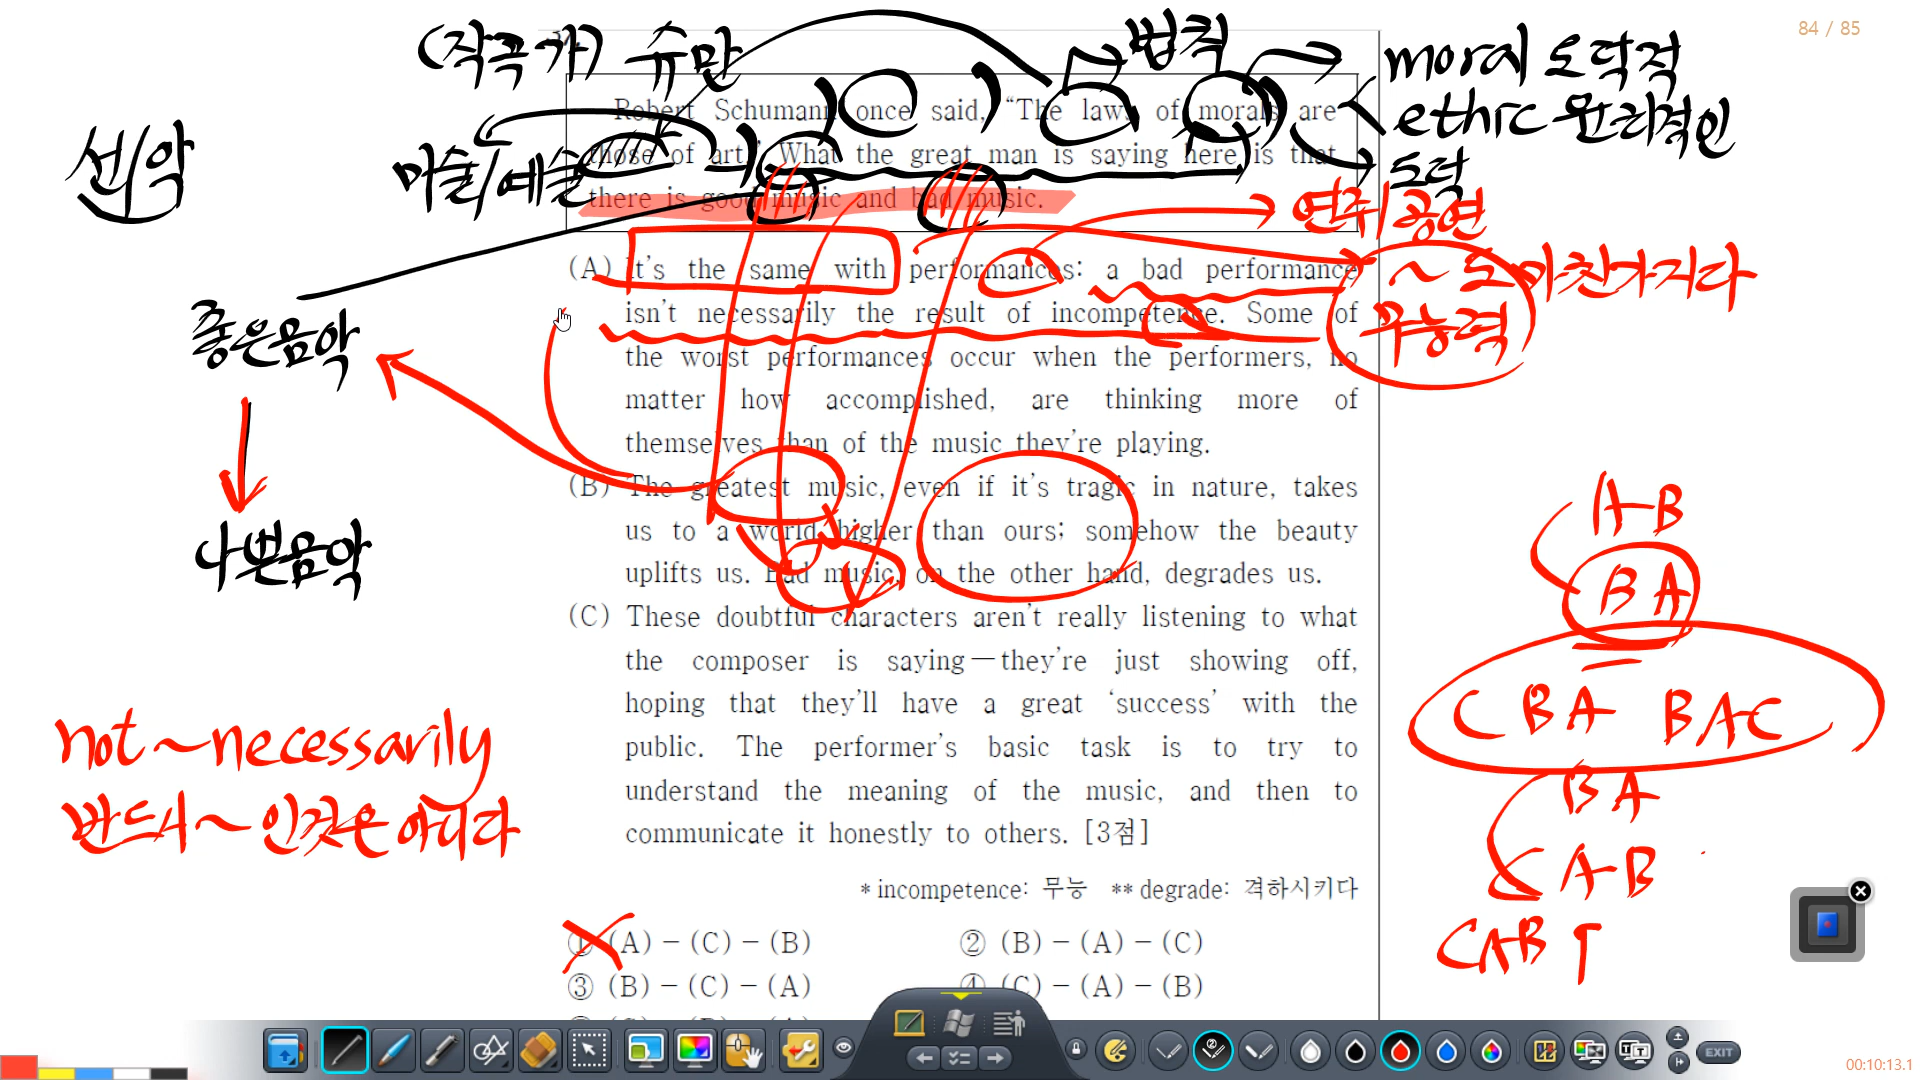 84 / 85
(작곡가) 슈만
법칙
moral 도덕적
Robert Schumann once said, “The laws of morals are
ethic 윤리적인
those of art.” What the great man is saying here is that
선/악
미술/예술
도덕
there is good music and bad music.
연주/공연
(A) It’s the same with performances: a bad performance
~도 마찬가지다
isn’t necessarily the result of incompetence. Some of
무능력
the worst performances occur when the performers, no
좋은음악
matter how accomplished, are thinking more of
themselves than of the music they’re playing.
(B) The greatest music, even if it’s tragic in nature, takes
A-B
us to a world higher than ours; somehow the beauty
나쁜음악
uplifts us. Bad music, on the other hand, degrades us.
B A
(C) These doubtful characters aren’t really listening to what
the composer is saying — they’re just showing off,
hoping that they’ll have a great ‘success’ with the
C B A B A C
public. The performer’s basic task is to try to
not ~ necessarily
understand the meaning of the music, and then to
B A
반드시 ~ 인것은 아니다
communicate it honestly to others. [3점]
A-B
* incompetence: 무능 ** degrade: 격하시키다
① (A) − (C) − (B) ② (B) − (A) − (C)
CAB
③ (B) − (C) − (A) ④ (C) − (A) − (B)
EXIT
00:10:13.1